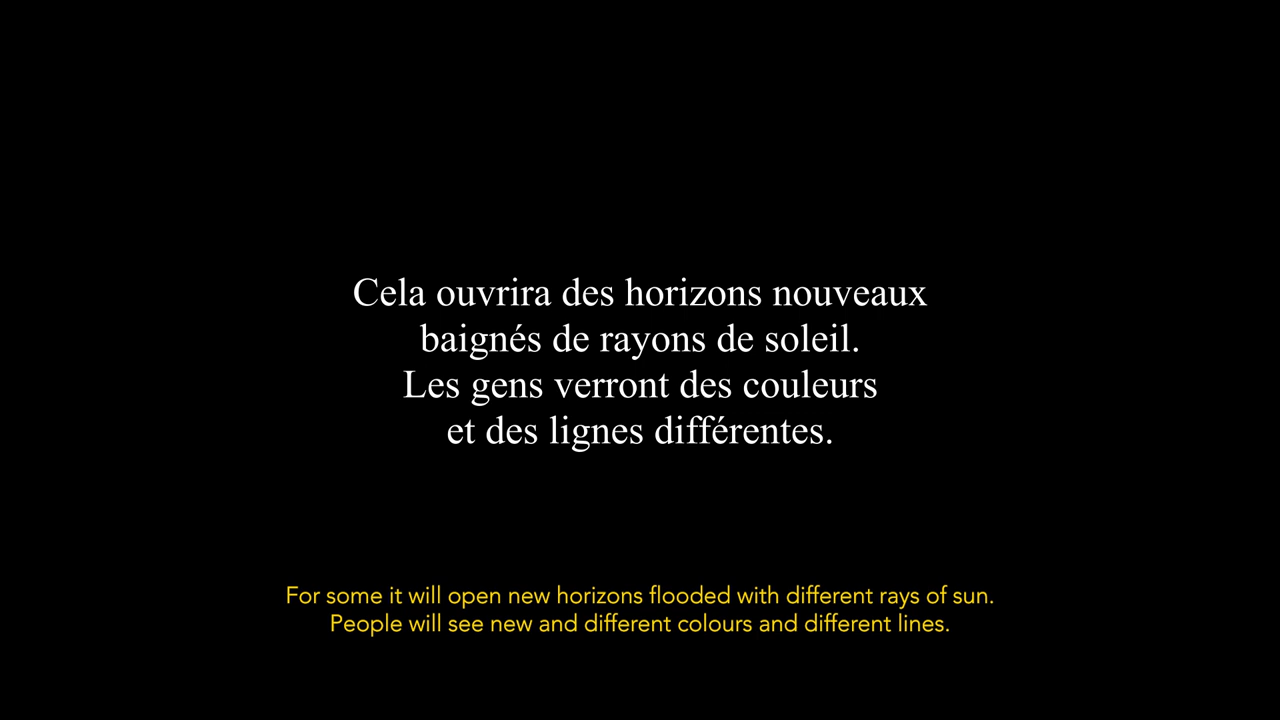 Cela ouvrira des horizons nouveaux
baignés de rayons de soleil.
Les gens verront des couleurs
et des lignes différentes.
For some it will open new horizons flooded with different rays of sun.
People will see new and different colours and different lines.